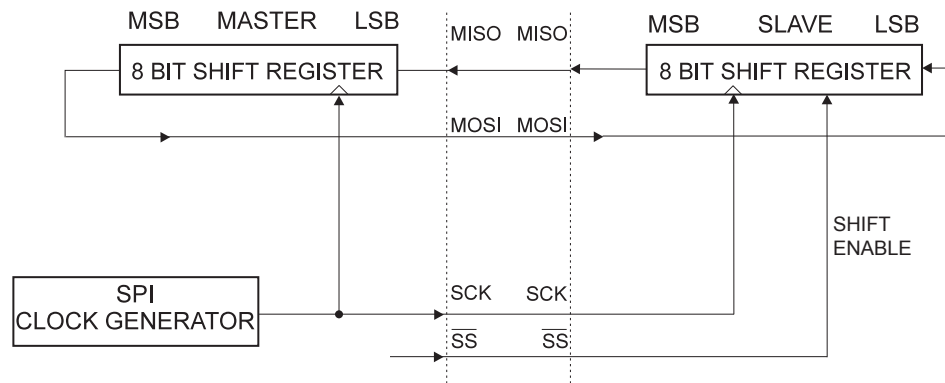 MSB MASTER LSB
MISO MISO
MSB SLAVE LSB
8 BIT SHIFT REGISTER
8 BIT SHIFT REGISTER
MOSI MOSI
SHIFT
ENABLE
SPI
CLOCK GENERATOR
SCK SCK
SS SS